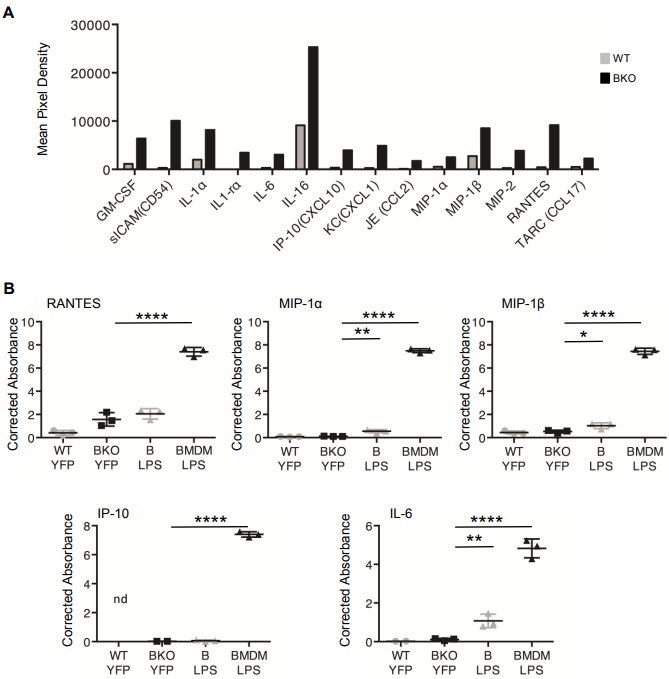 A
Mean Pixel Density
30000
20000
10000
0
WT
BKO
GM-CSF
sICAM(CD54)
IL-1α
IL1-rα
IL-6
IL-16
IP-10(CXCL10)
KC(CXCL1)
JE (CCL2)
MIP-1α
MIP-1β
MIP-2
RANTES
TARC (CCL17)
B
RANTES
Corrected Absorbance
10
8
6
4
2
0
****
WT YFP
BKO YFP
B LPS
BMDM LPS
MIP-1α
Corrected Absorbance
10
8
6
4
2
0
****
**
WT YFP
BKO YFP
B LPS
BMDM LPS
MIP-1β
Corrected Absorbance
10
8
6
4
2
0
****
*
WT YFP
BKO YFP
B LPS
BMDM LPS
IP-10
Corrected Absorbance
8
6
4
2
0
****
nd
WT YFP
BKO YFP
B LPS
BMDM LPS
IL-6
Corrected Absorbance
6
4
2
0
****
**
WT YFP
BKO YFP
B LPS
BMDM LPS